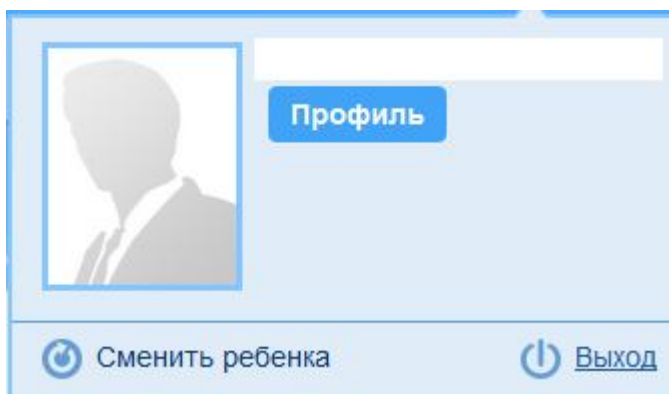 Профиль
Сменить ребенка
Выход